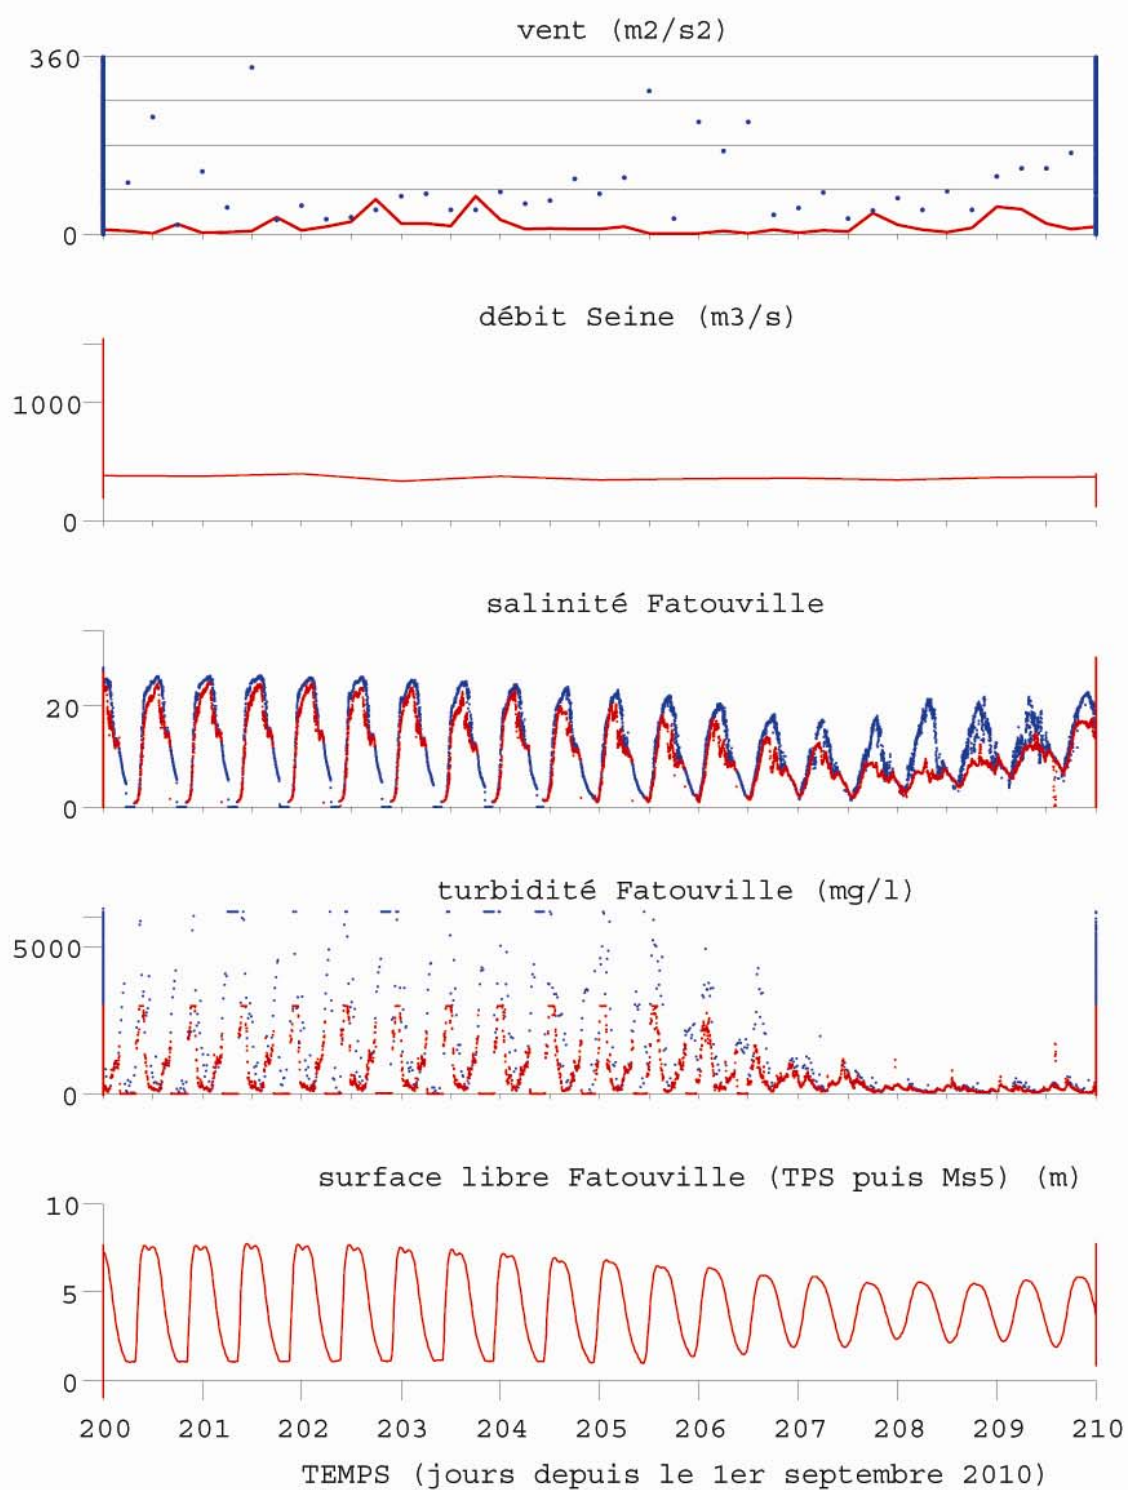 vent (m2/s2)
360
0
débit Seine (m3/s)
1000
0
salinité Fatouville
20
0
turbidité Fatouville (mg/l)
5000
0
surface libre Fatouville (TPS puis Ms5) (m)
10
5
0
200 201 202 203 204 205 206 207 208 209 210
TEMPS (jours depuis le 1er septembre 2010)